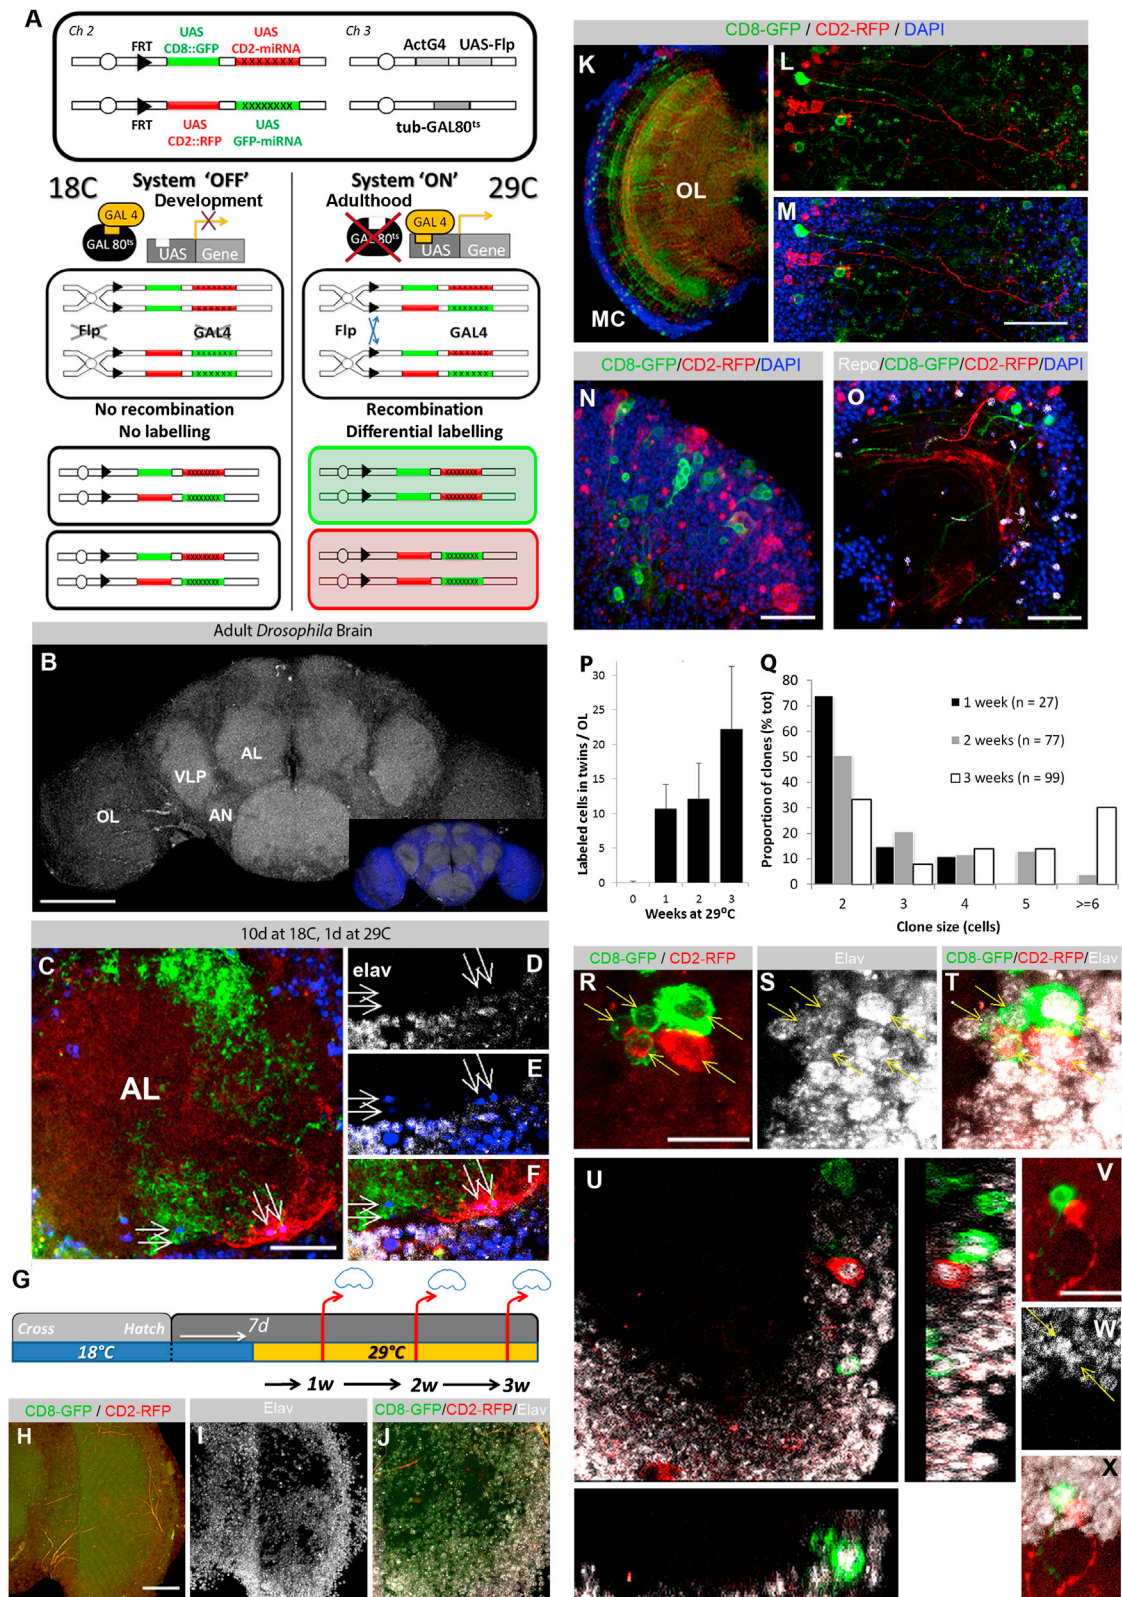 A
Ch 2
UAS
CD8::GFP
UAS
CD2-miRNA
FRT
XXXXXXX
Ch 3
ActG4
UAS-Flp
XXXXXXXX
FRT
UAS
CD2::RFP
UAS
GFP-miRNA
tub-GAL80ts
18C
System 'OFF'
Development
GAL 4
GAL 80ts
UAS
Gene
System 'ON'
Adulthood
29C
GAL 80ts
GAL 4
UAS
Gene
Flp
GAL4
Flp
GAL4
No recombination
No labelling
Recombination
Differential labelling
Adult Drosophila Brain
B
AL
VLP
AN
OL
10d at 18C, 1d at 29C
C
AL
elav
D
E
F
G
Cross
Hatch
7d
18°C
29°C
1w
2w
3w
CD8-GFP / CD2-RFP
H
Elav
I
CD8-GFP/CD2-RFP/Elav
J
CD8-GFP / CD2-RFP / DAPI
K
OL
MC
L
M
CD8-GFP/CD2-RFP/DAPI
N
Repo/CD8-GFP/CD2-RFP/DAPI
O
P
Labeled cells in twins / OL
30
25
20
15
10
5
0
0
1
2
3
Weeks at 29°C
Q
Proportion of clones (% tot)
80
70
60
50
40
30
20
10
0
1 week (n = 27)
2 weeks (n = 77)
3 weeks (n = 99)
2
3
4
5
>=6
Clone size (cells)
CD8-GFP / CD2-RFP
R
Elav
S
CD8-GFP/CD2-RFP/Elav
T
U
V
W
X